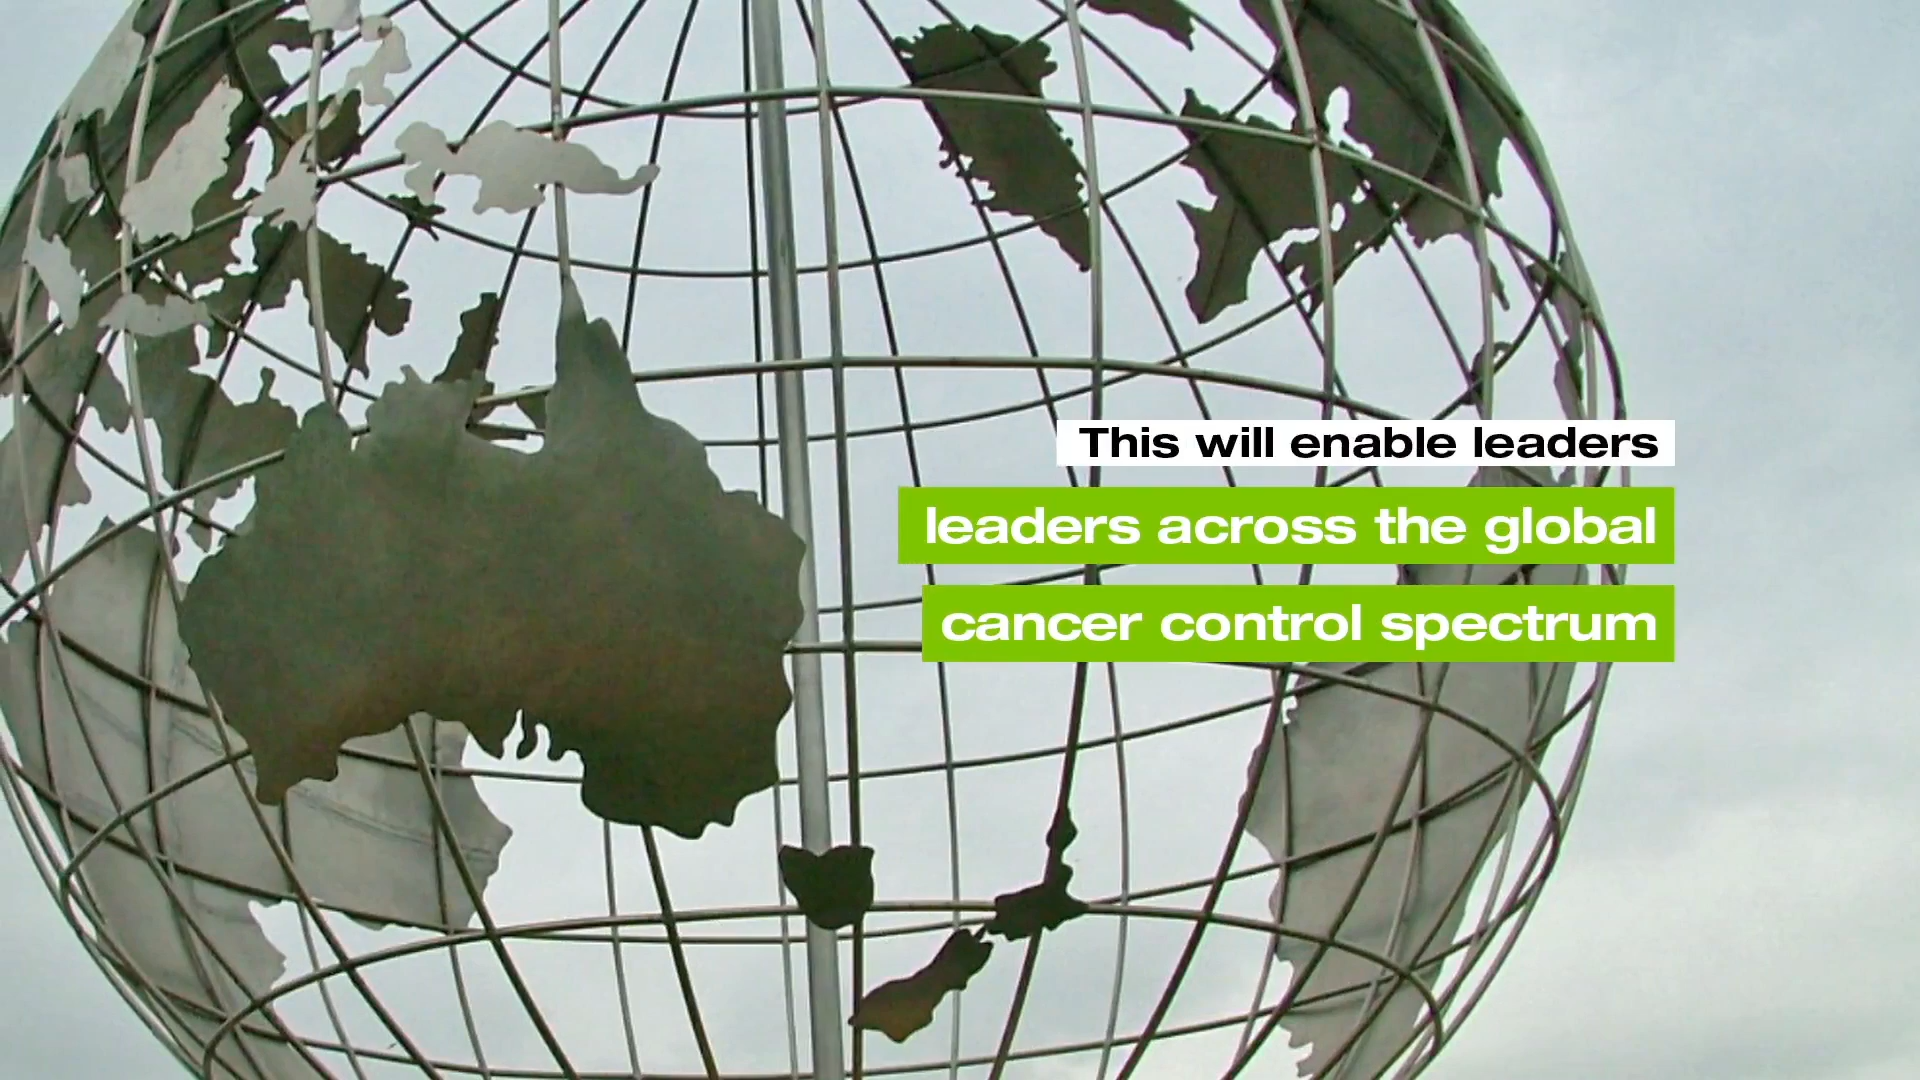 This will enable leaders
leaders across the global
cancer control spectrum